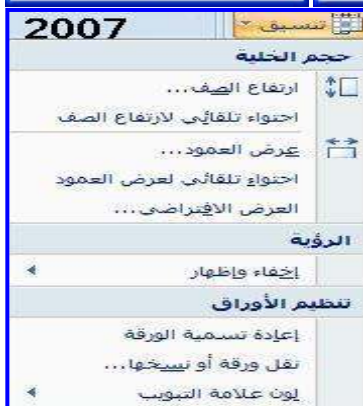 2007
تنسيق
حجم الخلية
ارتفاع الصف...
احتواء تلقائي لارتفاع الصف
عرض العمود...
احتواء تلقائي لعرض العمود
العرض الافتراضي...
الرؤية
إخفاء وإظهار
تنظيم الأوراق
إعادة تسمية الورقة
نقل ورقة أو نسخها...
لون علامة التبويب